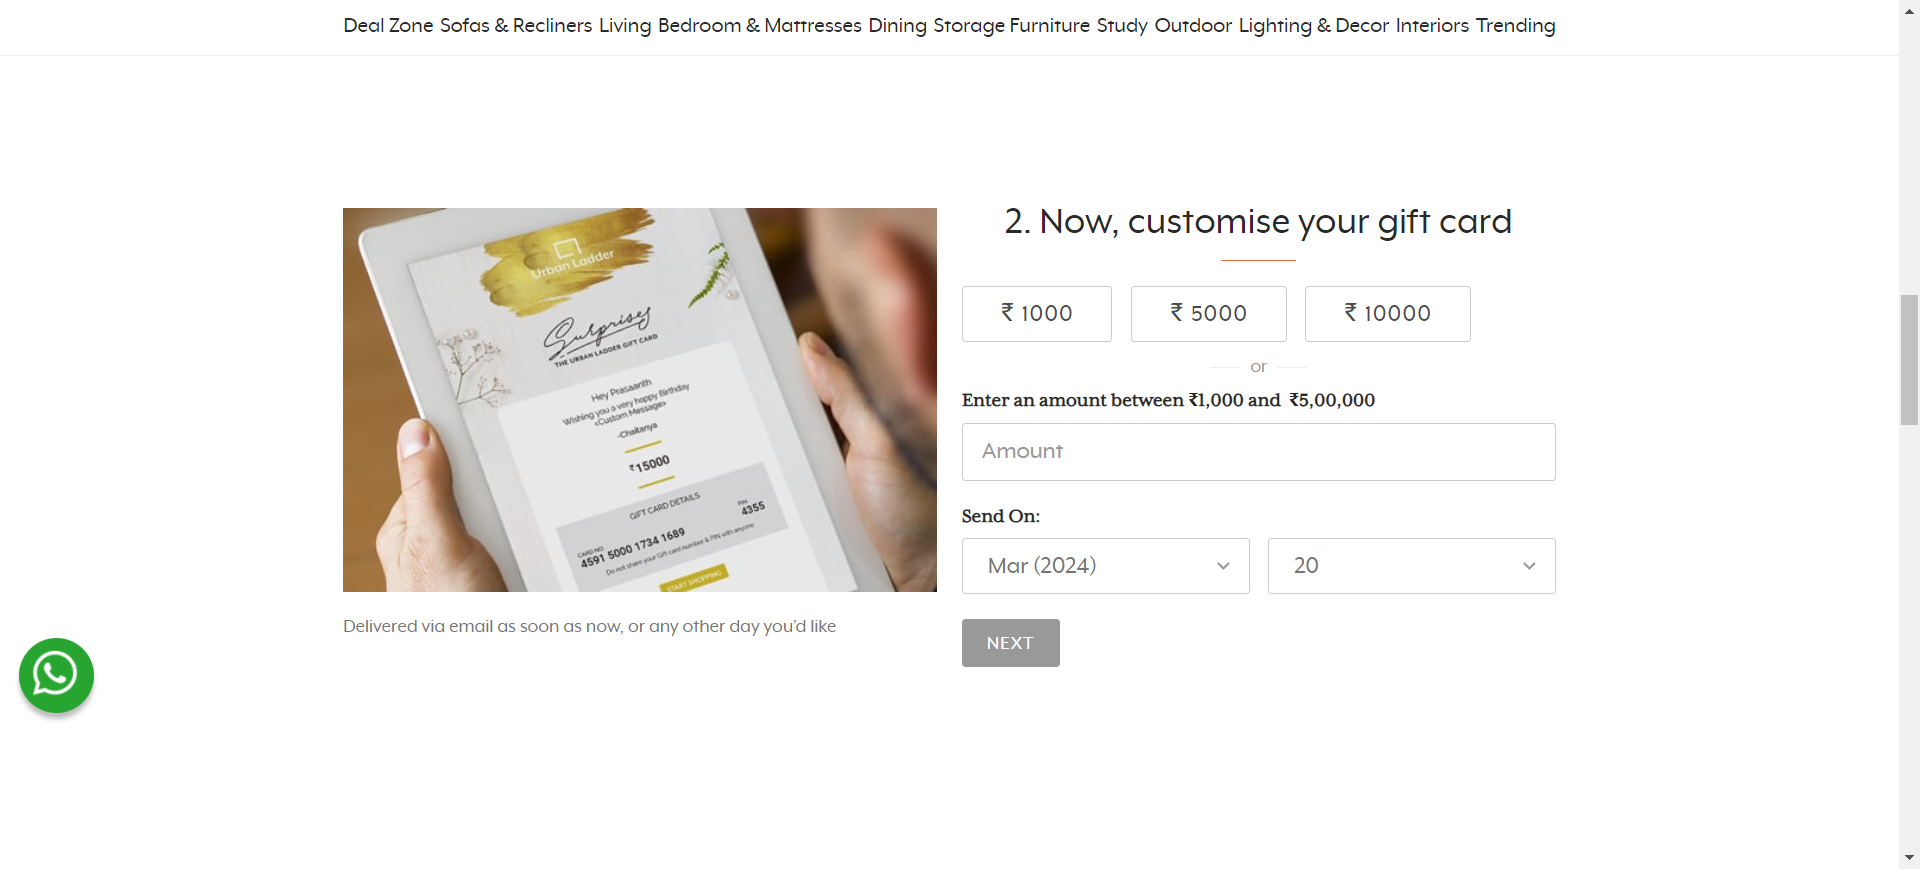 Deal Zone Sofas & Recliners Living Bedroom & Mattresses Dining Storage Furniture Study Outdoor Lighting & Decor Interiors Trending
Urban Ladder
Surprises
THE URBAN LADDER GIFT CARD
Hey Prasaanth
Wishing you a very happy Birthday
<Custom Message>
-Chaitanya
₹15000
GIFT CARD DETAILS
CARD NO.
4591 5000 1734 1689
PIN
4355
Do not share your Gift card number & PIN with anyone
START SHOPPING
Delivered via email as soon as now, or any other day you'd like
2. Now, customise your gift card
₹ 1000 ₹ 5000 ₹ 10000
or
Enter an amount between ₹1,000 and ₹5,00,000
Amount
Send On:
Mar (2024) 20
NEXT